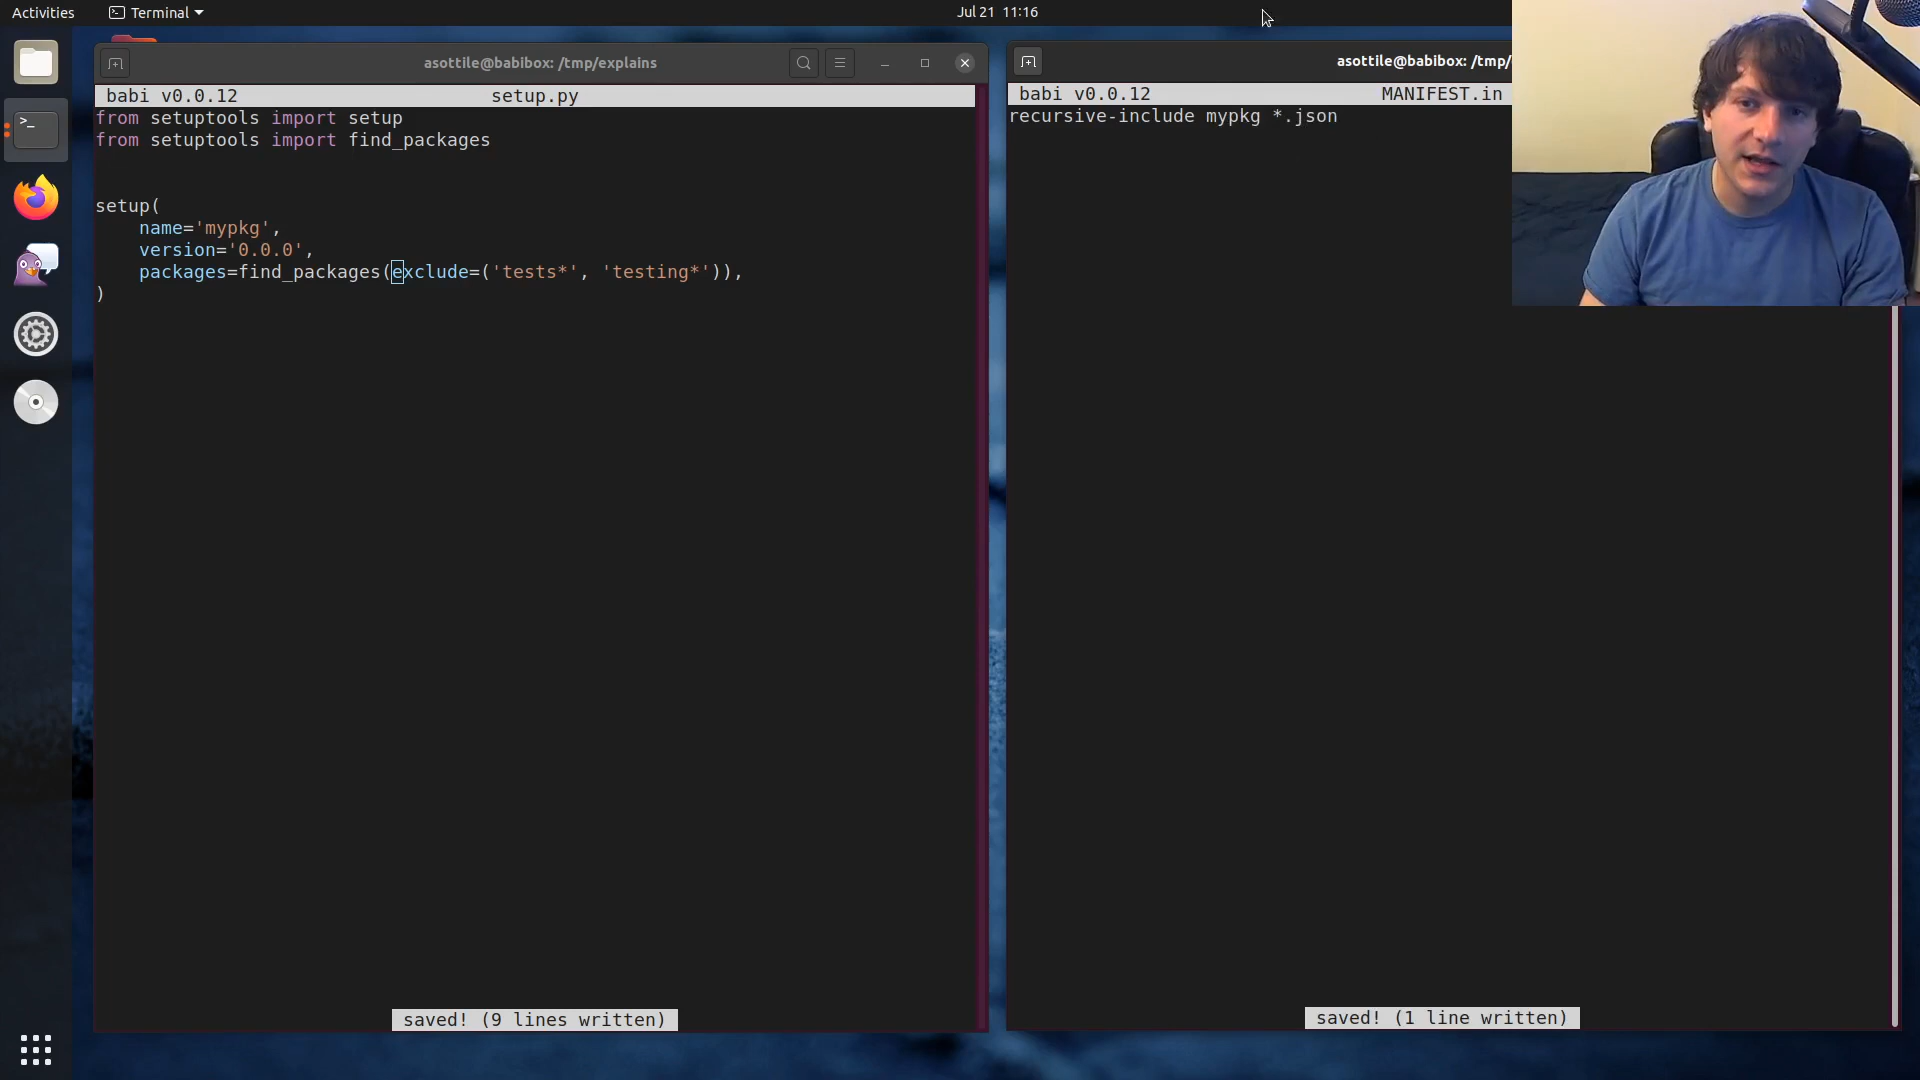 Activities
Terminal
Jul 21 11:16
asottile@babibox: /tmp/explains
babi v0.0.12
setup.py
from setuptools import setup
from setuptools import find_packages
setup(
    name='mypkg',
    version='0.0.0',
    packages=find_packages(exclude=('tests*', 'testing*')),
)
saved! (9 lines written)
asottile@babibox: /tmp/
babi v0.0.12
MANIFEST.in
recursive-include mypkg *.json
saved! (1 line written)